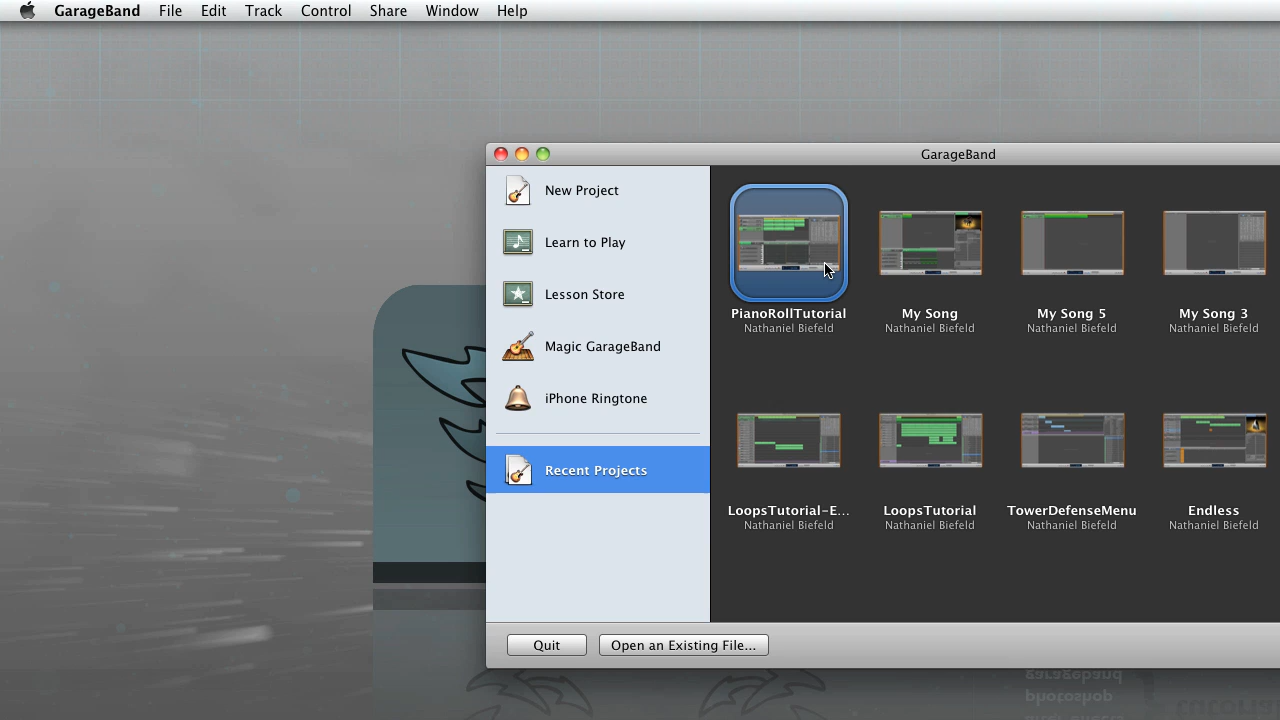 GarageBand File Edit Track Control Share Window Help
GarageBand
New Project
Learn to Play
Lesson Store
Magic GarageBand
iPhone Ringtone
Recent Projects
PianoRollTutorial
Nathaniel Biefeld
My Song
Nathaniel Biefeld
My Song 5
Nathaniel Biefeld
My Song 3
Nathaniel Biefeld
LoopsTutorial-E...
Nathaniel Biefeld
LoopsTutorial
Nathaniel Biefeld
TowerDefenseMenu
Nathaniel Biefeld
Endless
Nathaniel Biefeld
Quit
Open an Existing File...
garageband
photoshop